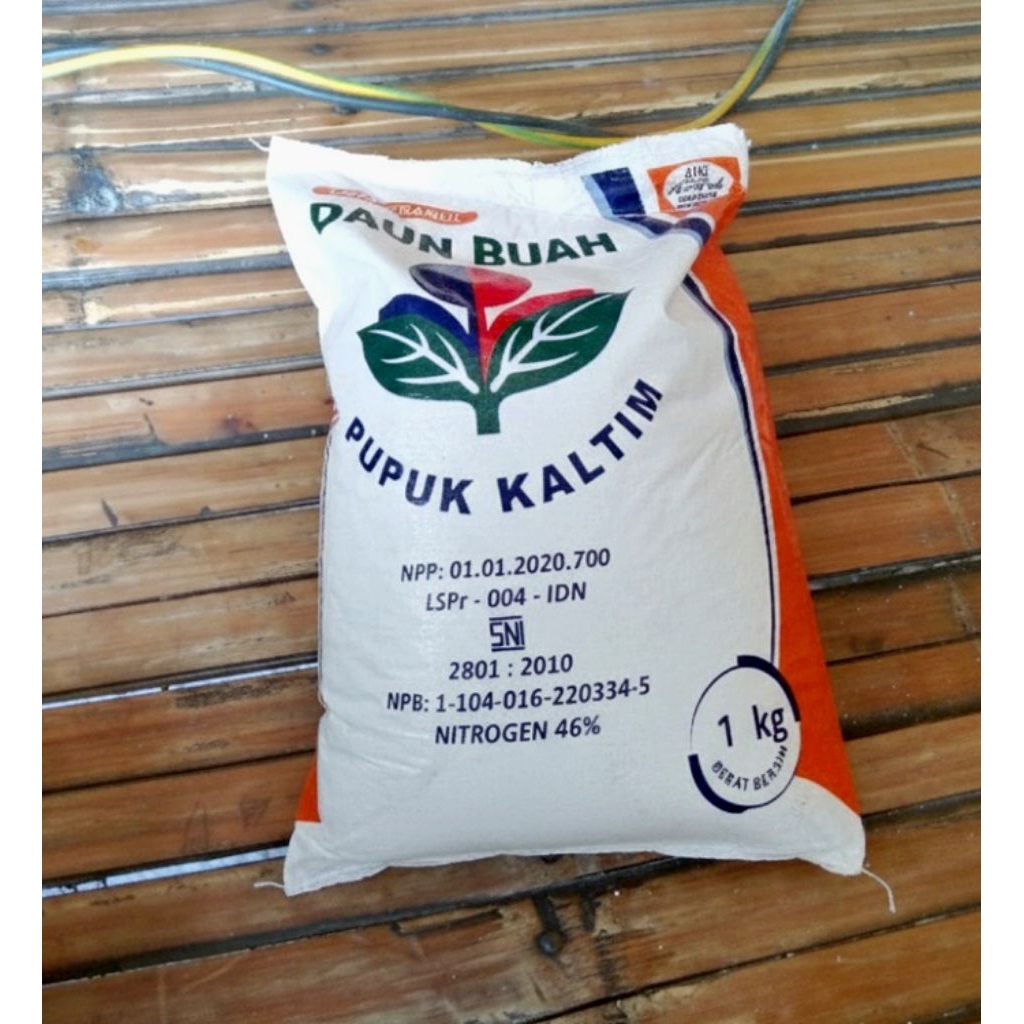 DAUN BUAH
PUPUK KALTIM
NPP: 01.01.2020.700
LSPr - 004 - IDN
SNI
2801 : 2010
NPB: 1-104-016-220334-5
NITROGEN 46%
1 kg
BERAT BERSIH